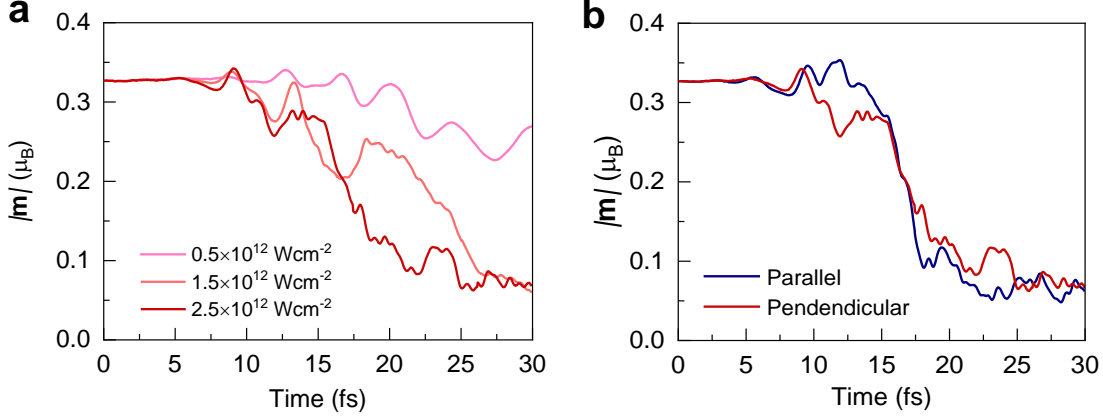 a
0.4
0.3
0.2
0.1
0.0
|m| (μB)
0.5×10¹² Wcm⁻²
1.5×10¹² Wcm⁻²
2.5×10¹² Wcm⁻²
0 5 10 15 20 25 30
Time (fs)
b
0.4
0.3
0.2
0.1
0.0
|m| (μB)
Parallel
Pendendicular
0 5 10 15 20 25 30
Time (fs)